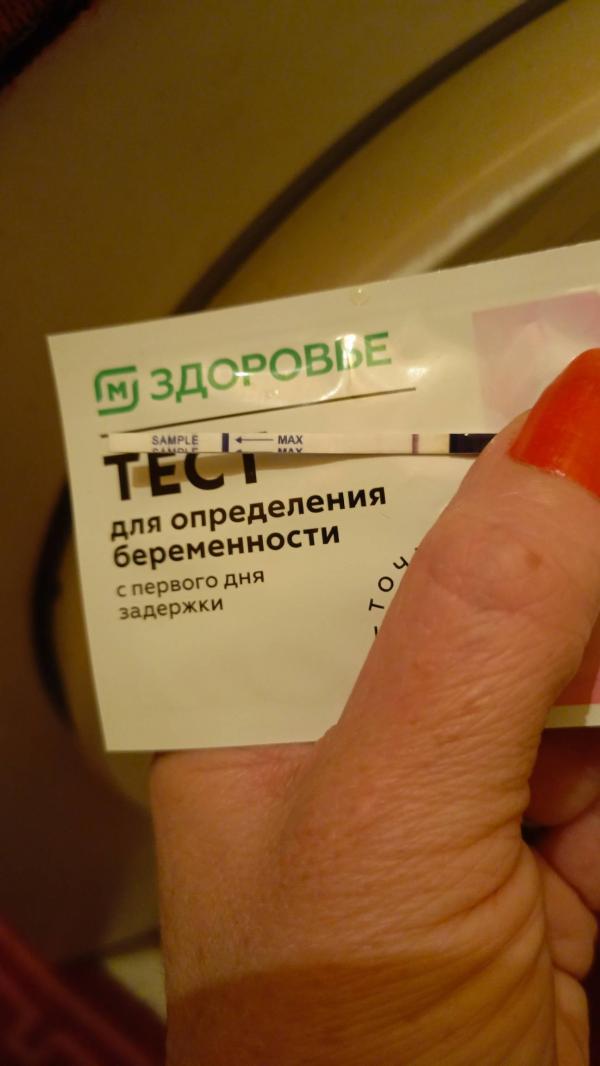 М ЗДОРОВЬЕ
SAMPLE MAX
SAMPLE MAX
ТЕСТ
для определения
беременности
с первого дня
задержки